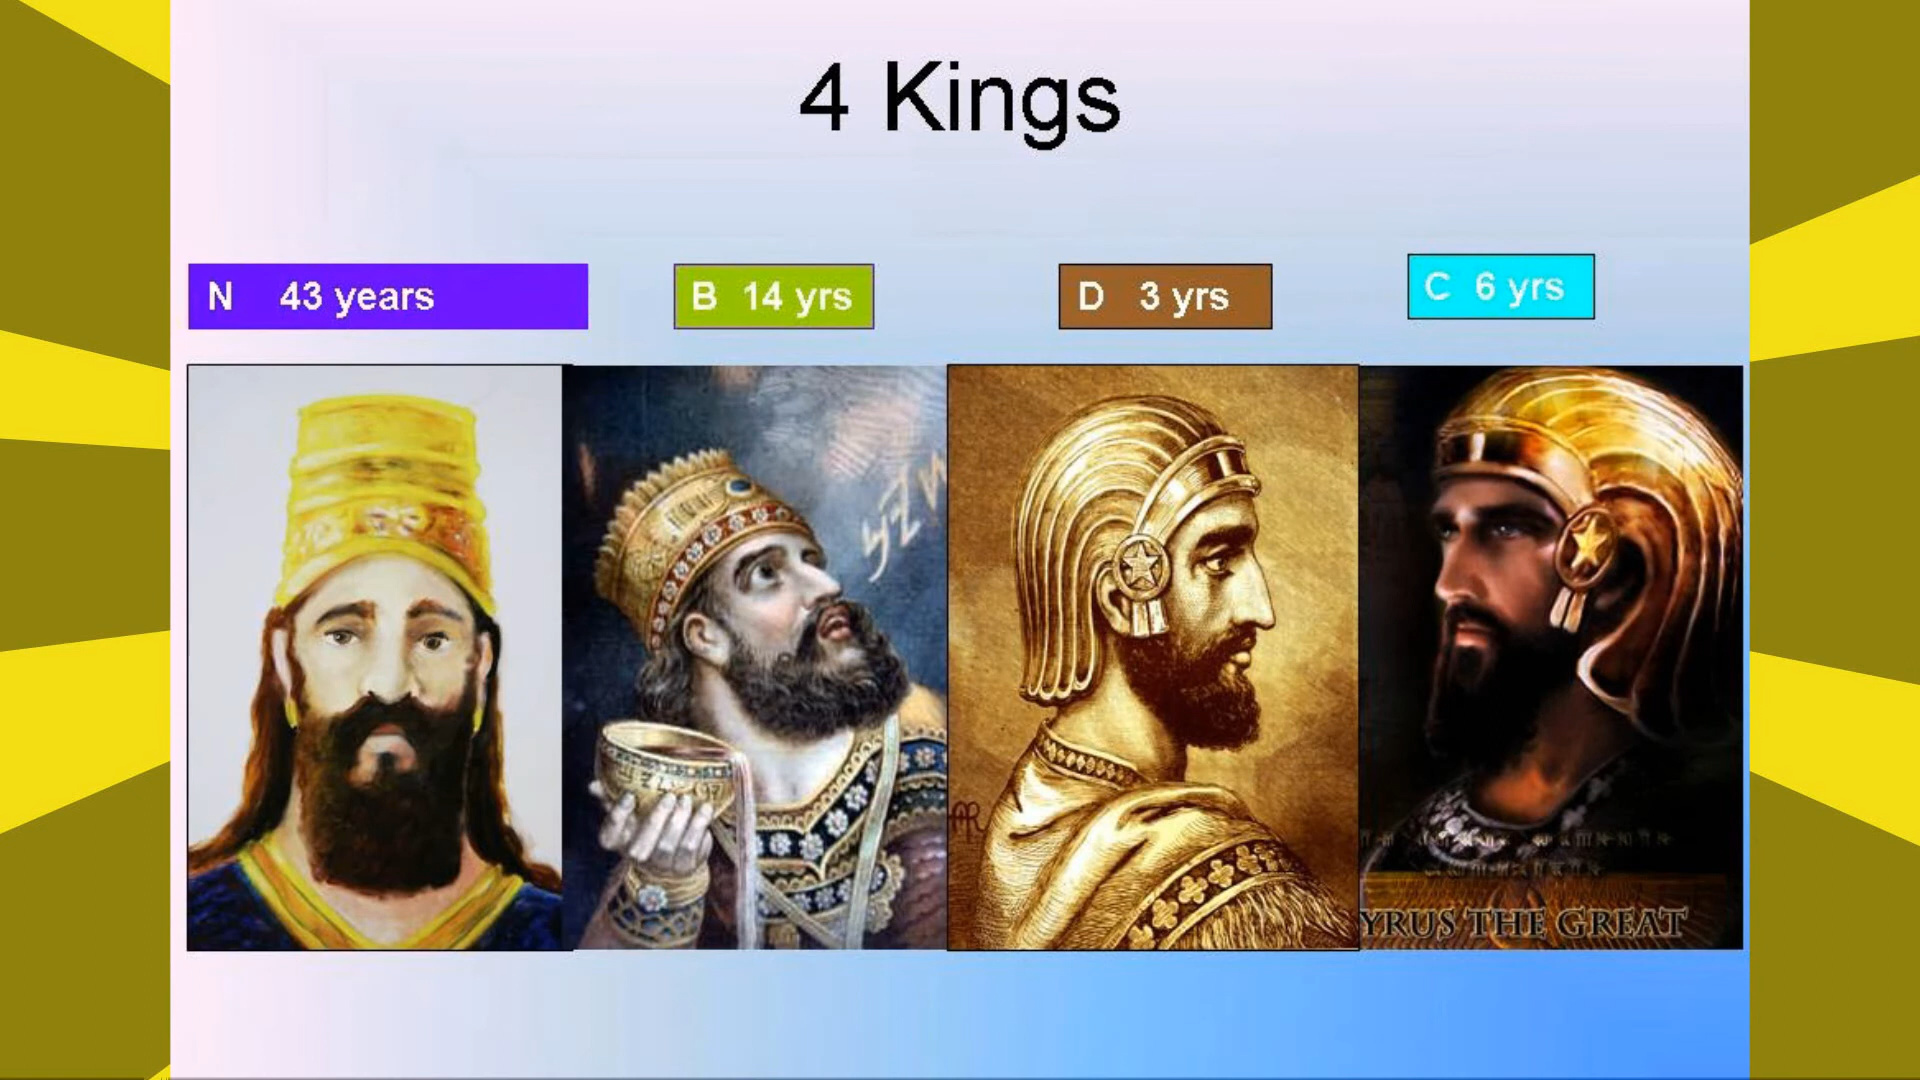 4 Kings
N 43 years
B 14 yrs
D 3 yrs
C 6 yrs
YRUS THE GREAT